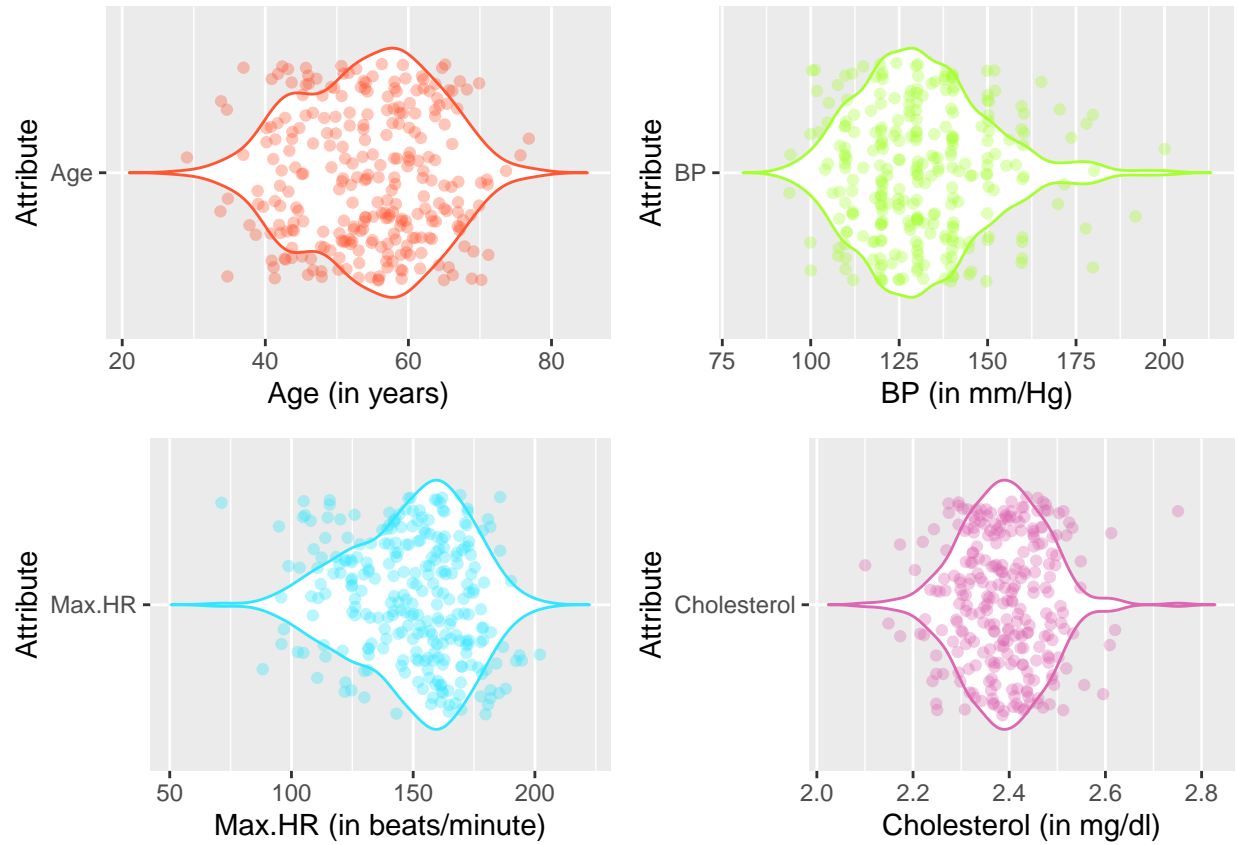 Attribute
Age
20 40 60 80
Age (in years)
Attribute
BP
75 100 125 150 175 200
BP (in mm/Hg)
Attribute
Max.HR
50 100 150 200
Max.HR (in beats/minute)
Attribute
Cholesterol
2.0 2.2 2.4 2.6 2.8
Cholesterol (in mg/dl)